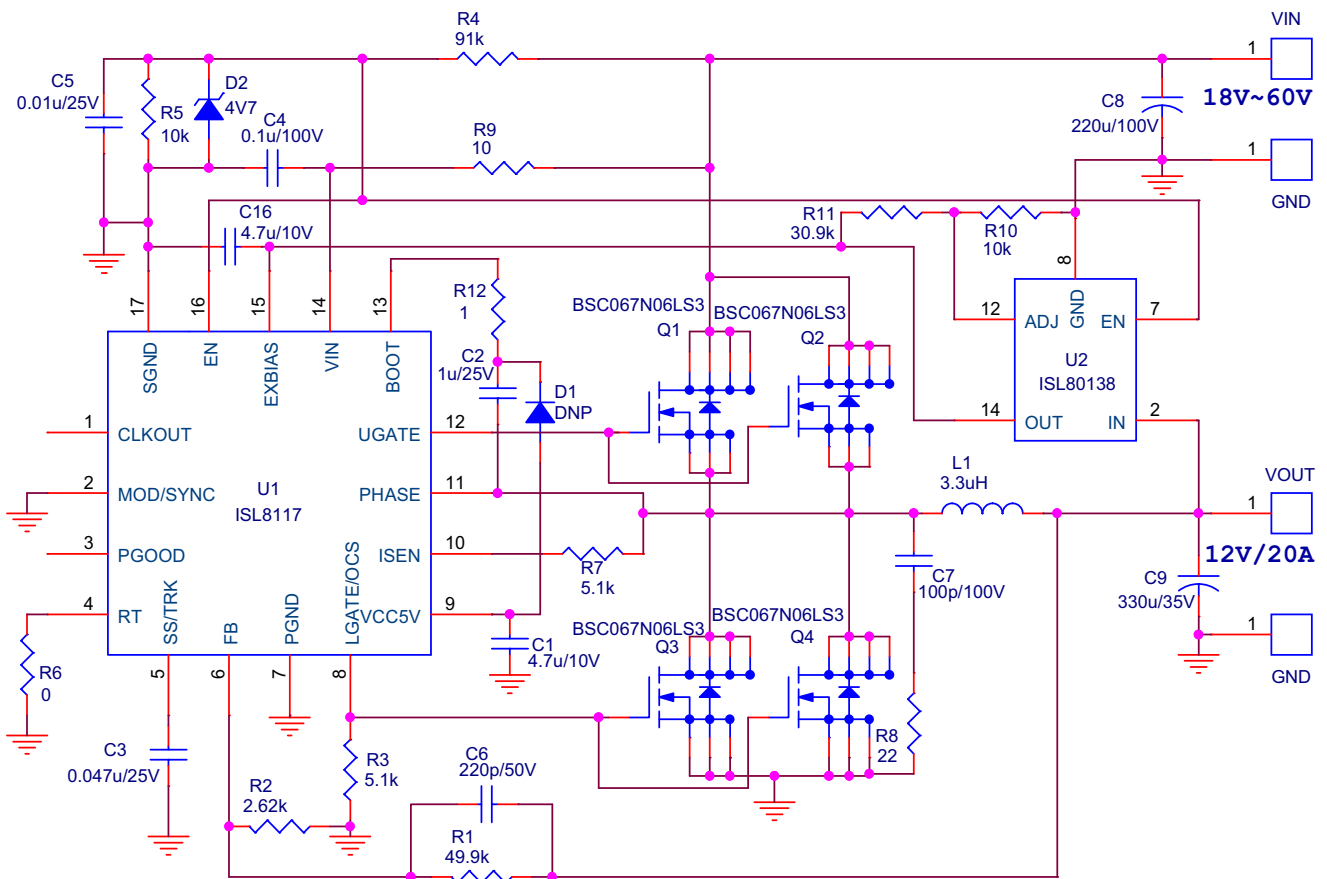 R4
91k
VIN
1
18V~60V
C5
0.01u/25V
R5
10k
D2
4V7
C4
0.1u/100V
R9
10
C8
220u/100V
1
GND
C16
4.7u/10V
R11
30.9k
R10
10k
17
16
15
14
13
R12
1
BSC067N06LS3
Q1
BSC067N06LS3
Q2
8
12
ADJ
GND
EN
7
U2
ISL80138
14
OUT
IN
2
SGND
EN
EXBIAS
VIN
BOOT
C2
1u/25V
D1
DNP
1
CLKOUT
UGATE
12
2
MOD/SYNC
U1
ISL8117
PHASE
11
L1
3.3uH
VOUT
1
12V/20A
3
PGOOD
ISEN
10
R7
5.1k
C7
100p/100V
C9
330u/35V
4
RT
SS/TRK
FB
PGND
LGATE/OCS
VCC5V
9
C1
4.7u/10V
BSC067N06LS3
Q3
BSC067N06LS3
Q4
1
GND
R6
0
5
6
7
8
C3
0.047u/25V
R2
2.62k
R3
5.1k
C6
220p/50V
R8
22
R1
49.9k